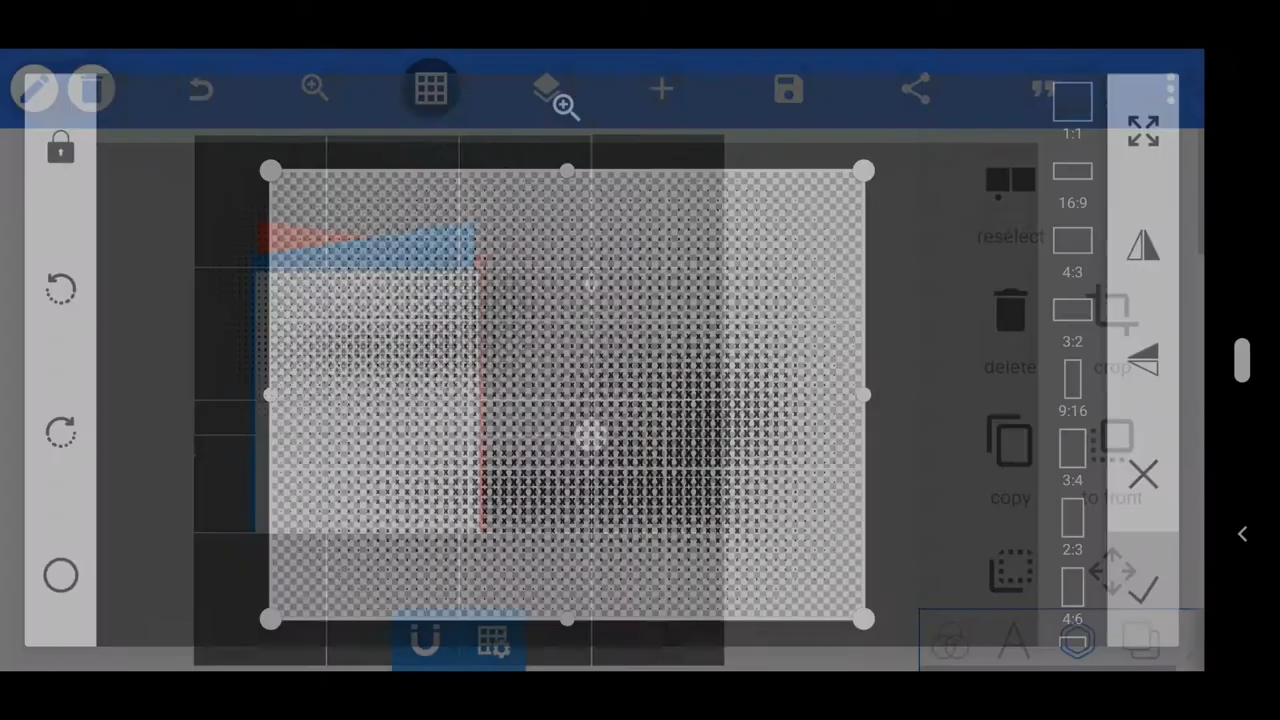 1:1
16:9
reselect
4:3
3:2
delete
crop
9:16
3:4
copy
to front
2:3
4:6